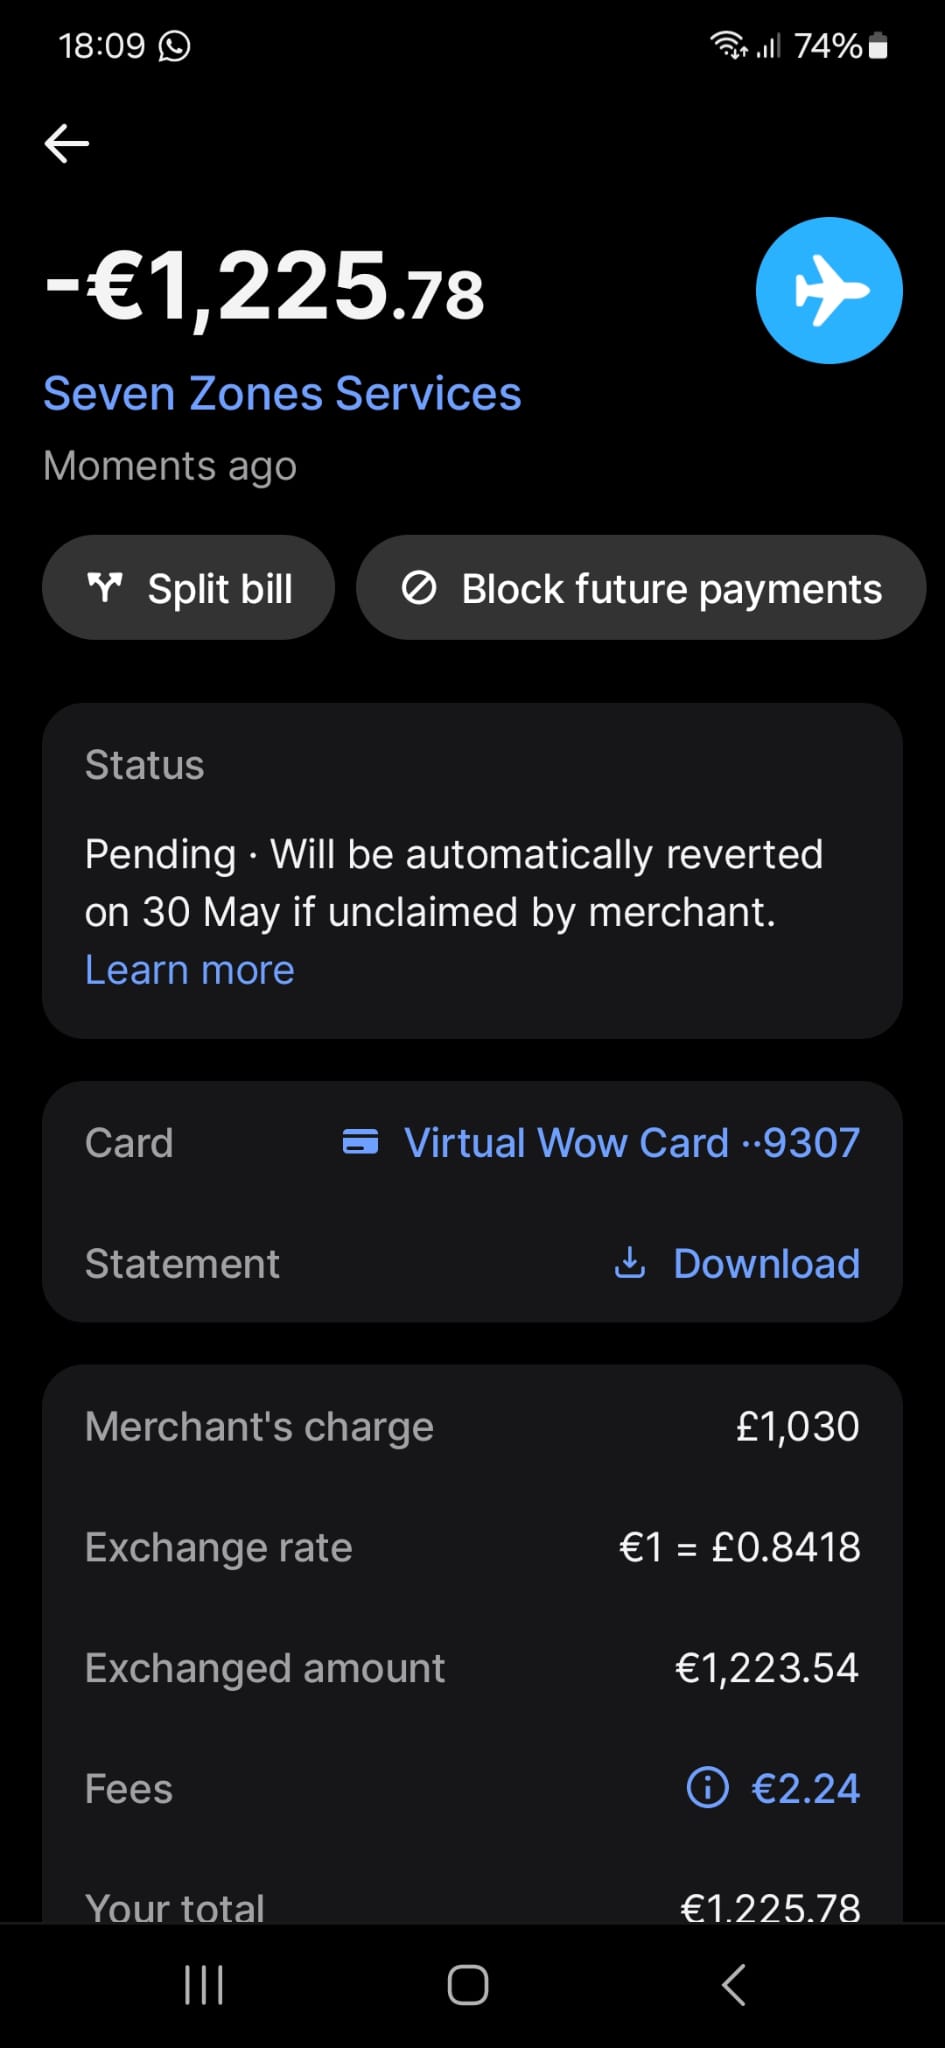 18:09 74%
-€1,225.78
Seven Zones Services
Moments ago
Split bill Block future payments
Status
Pending · Will be automatically reverted
on 30 May if unclaimed by merchant.
Learn more
Card Virtual Wow Card ··9307
Statement Download
Merchant's charge £1,030
Exchange rate €1 = £0.8418
Exchanged amount €1,223.54
Fees €2.24
Your total €1,225.78